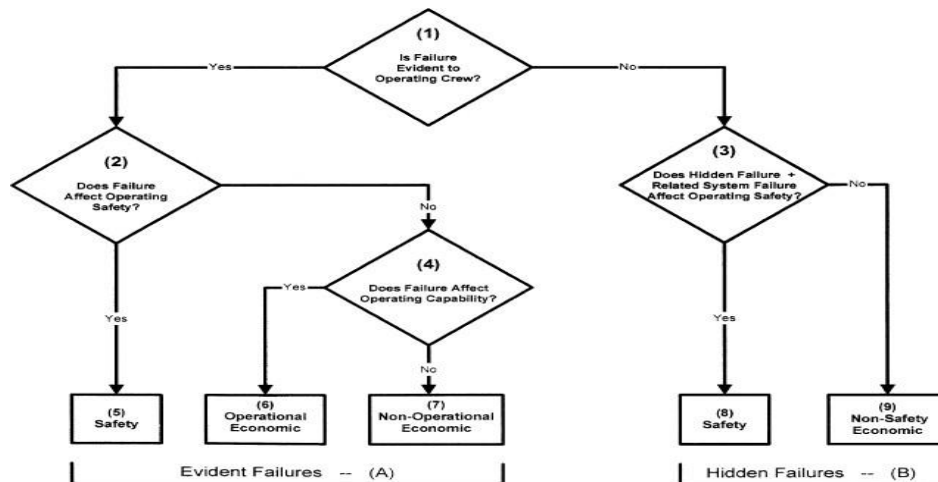 (1)
Is Failure
Evident to
Operating Crew?
Yes
No
(2)
Does Failure
Affect Operating
Safety?
(3)
Does Hidden Failure +
Related System Failure
Affect Operating Safety?
No
No
(4)
Does Failure Affect
Operating Capability?
Yes
Yes
Yes
No
(5)
Safety
(6)
Operational
Economic
(7)
Non-Operational
Economic
(8)
Safety
(9)
Non-Safety
Economic
Evident Failures -- (A)
Hidden Failures -- (B)